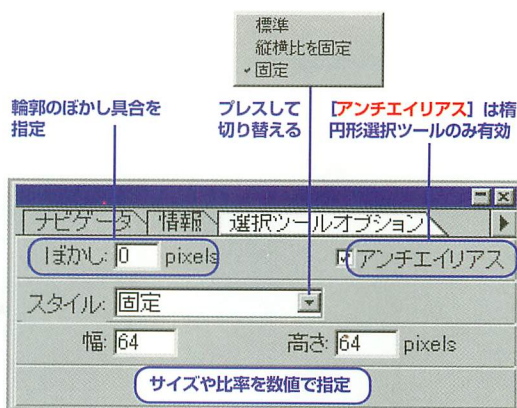 標準
縦横比を固定
✓固定
輪郭のぼかし具合を
指定
プレスして
切り替える
[アンチエイリアス]は楕
円形選択ツールのみ有効
ナビゲータ 情報 選択ツールオプション
ぼかし: 0 pixels アンチエイリアス
スタイル: 固定
幅: 64 高さ: 64 pixels
サイズや比率を数値で指定